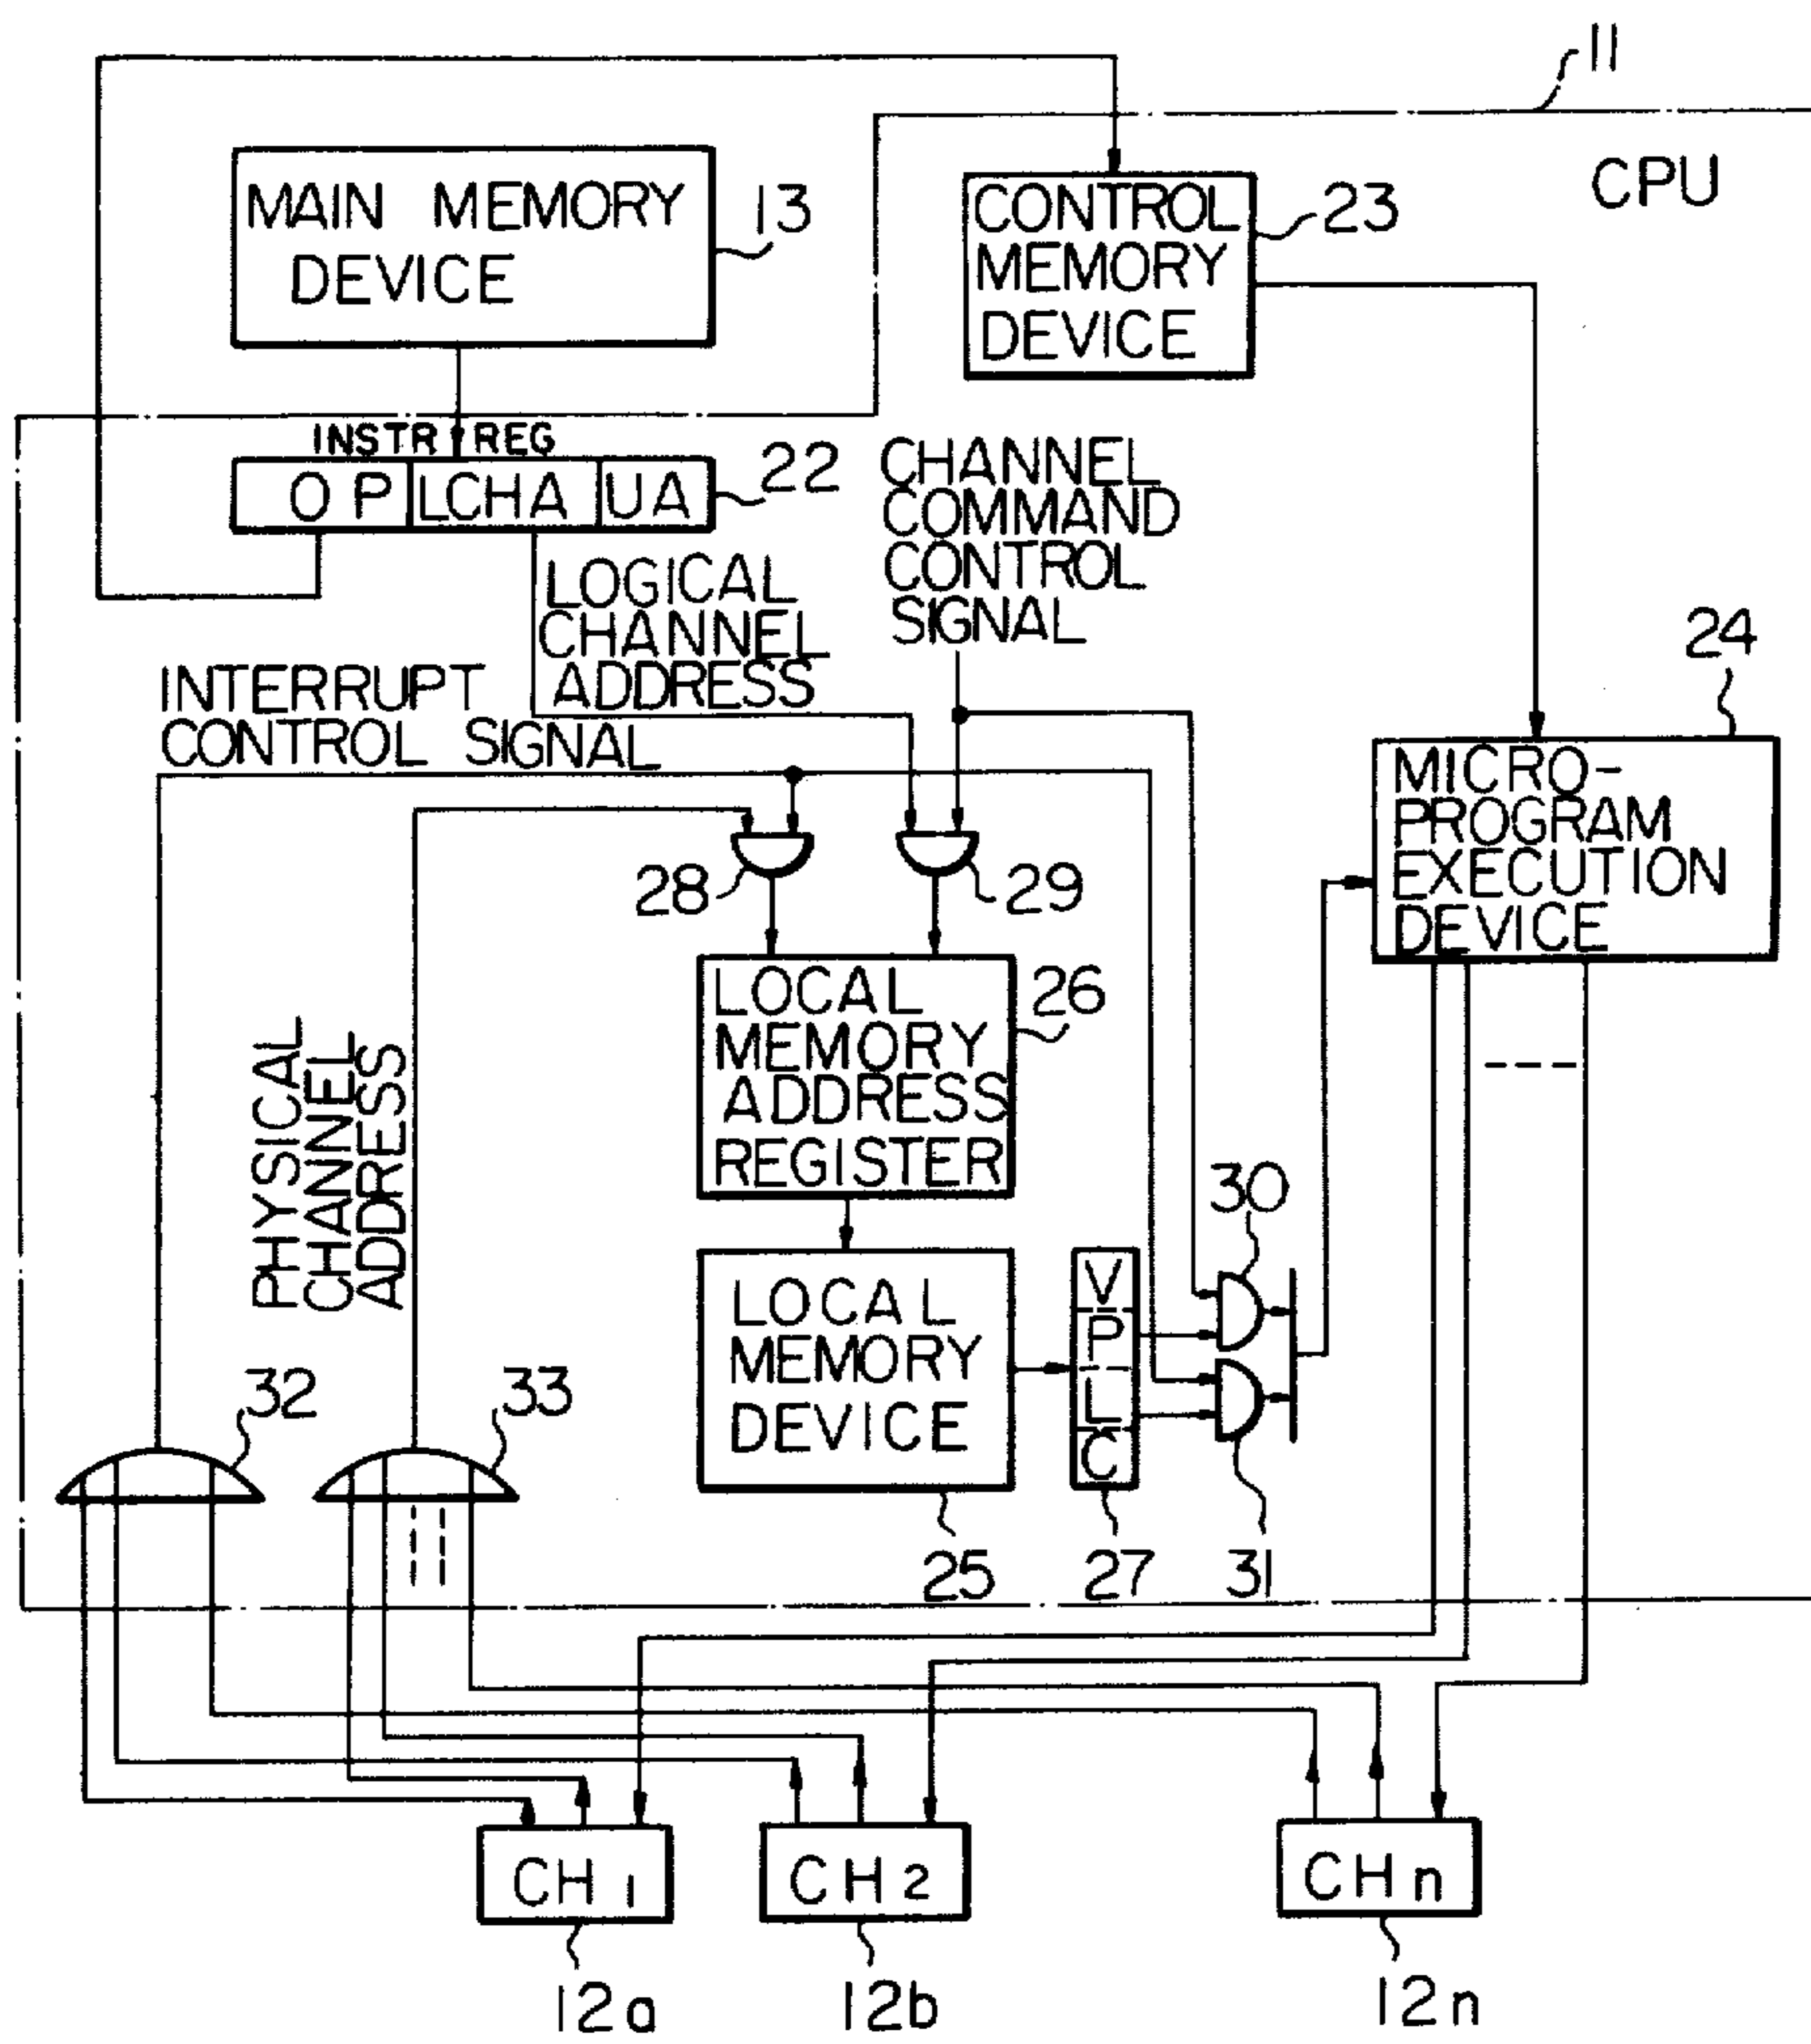 11
CPU
MAIN MEMORY
DEVICE
13
CONTROL
MEMORY
DEVICE
23
INSTR REG
OP LCHA UA
22
CHANNEL
COMMAND
CONTROL
SIGNAL
LOGICAL
CHANNEL
ADDRESS
INTERRUPT
CONTROL SIGNAL
24
MICRO-
PROGRAM
EXECUTION
DEVICE
28
29
LOCAL
MEMORY
ADDRESS
REGISTER
26
PHYSICAL
CHANNEL
ADDRESS
30
LOCAL
MEMORY
DEVICE
V
P
L
C
32
33
25
27
31
CH1
CH2
CHn
12a
12b
12n